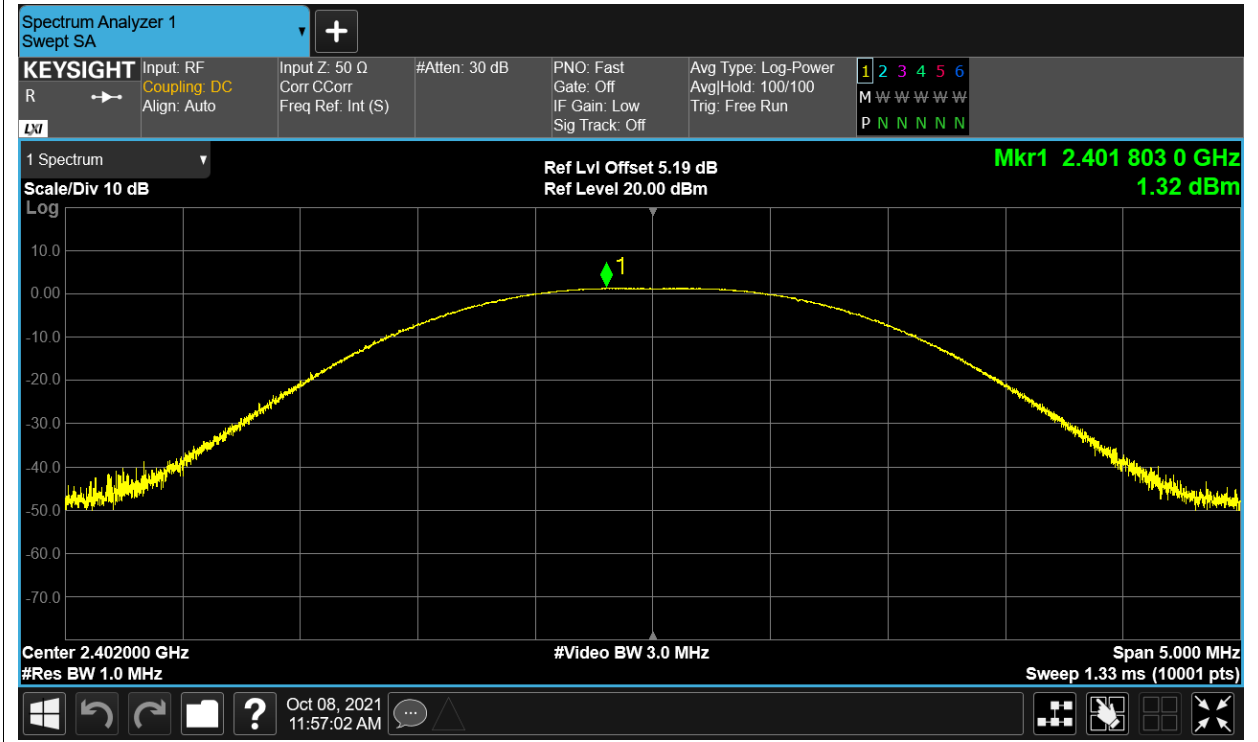 Spectrum Analyzer 1
Swept SA
KEYSIGHT
R
LXI
Input: RF
Coupling: DC
Align: Auto
Input Z: 50 Ω
Corr CCorr
Freq Ref: Int (S)
#Atten: 30 dB
PNO: Fast
Gate: Off
IF Gain: Low
Sig Track: Off
Avg Type: Log-Power
Avg|Hold: 100/100
Trig: Free Run
1 2 3 4 5 6
M W W W W W W
P N N N N N N
1 Spectrum
Scale/Div 10 dB
Log
Ref Lvl Offset 5.19 dB
Ref Level 20.00 dBm
Mkr1 2.401 803 0 GHz
1.32 dBm
10.0
0.00
-10.0
-20.0
-30.0
-40.0
-50.0
-60.0
-70.0
1
Center 2.402000 GHz
#Res BW 1.0 MHz
#Video BW 3.0 MHz
Span 5.000 MHz
Sweep 1.33 ms (10001 pts)
?
Oct 08, 2021
11:57:02 AM